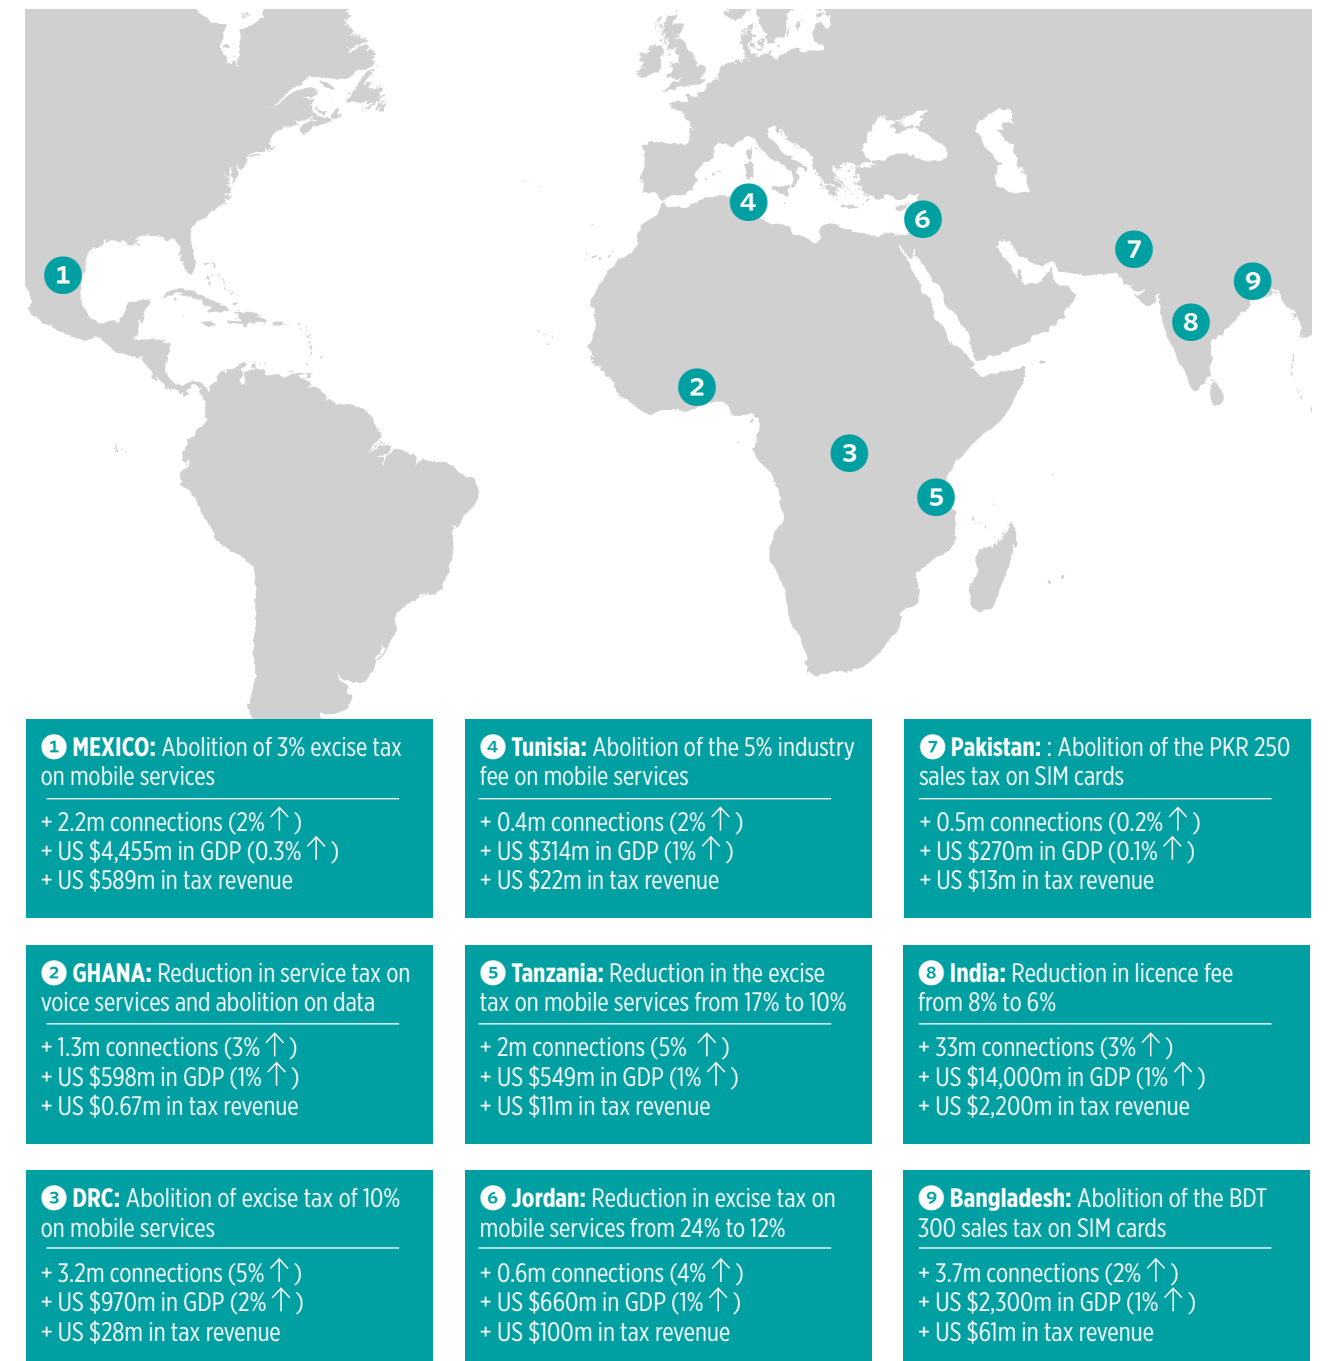 1
2
3
4
5
6
7
8
9
1 MEXICO: Abolition of 3% excise tax
on mobile services
+ 2.2m connections (2% ↑ )
+ US $4,455m in GDP (0.3% ↑ )
+ US $589m in tax revenue
2 GHANA: Reduction in service tax on
voice services and abolition on data
+ 1.3m connections (3% ↑ )
+ US $598m in GDP (1% ↑ )
+ US $0.67m in tax revenue
3 DRC: Abolition of excise tax of 10%
on mobile services
+ 3.2m connections (5% ↑ )
+ US $970m in GDP (2% ↑ )
+ US $28m in tax revenue
4 Tunisia: Abolition of the 5% industry
fee on mobile services
+ 0.4m connections (2% ↑ )
+ US $314m in GDP (1% ↑ )
+ US $22m in tax revenue
5 Tanzania: Reduction in the excise
tax on mobile services from 17% to 10%
+ 2m connections (5% ↑ )
+ US $549m in GDP (1% ↑ )
+ US $11m in tax revenue
6 Jordan: Reduction in excise tax on
mobile services from 24% to 12%
+ 0.6m connections (4% ↑ )
+ US $660m in GDP (1% ↑ )
+ US $100m in tax revenue
7 Pakistan: : Abolition of the PKR 250
sales tax on SIM cards
+ 0.5m connections (0.2% ↑ )
+ US $270m in GDP (0.1% ↑ )
+ US $13m in tax revenue
8 India: Reduction in licence fee
from 8% to 6%
+ 33m connections (3% ↑ )
+ US $14,000m in GDP (1% ↑ )
+ US $2,200m in tax revenue
9 Bangladesh: Abolition of the BDT
300 sales tax on SIM cards
+ 3.7m connections (2% ↑ )
+ US $2,300m in GDP (1% ↑ )
+ US $61m in tax revenue